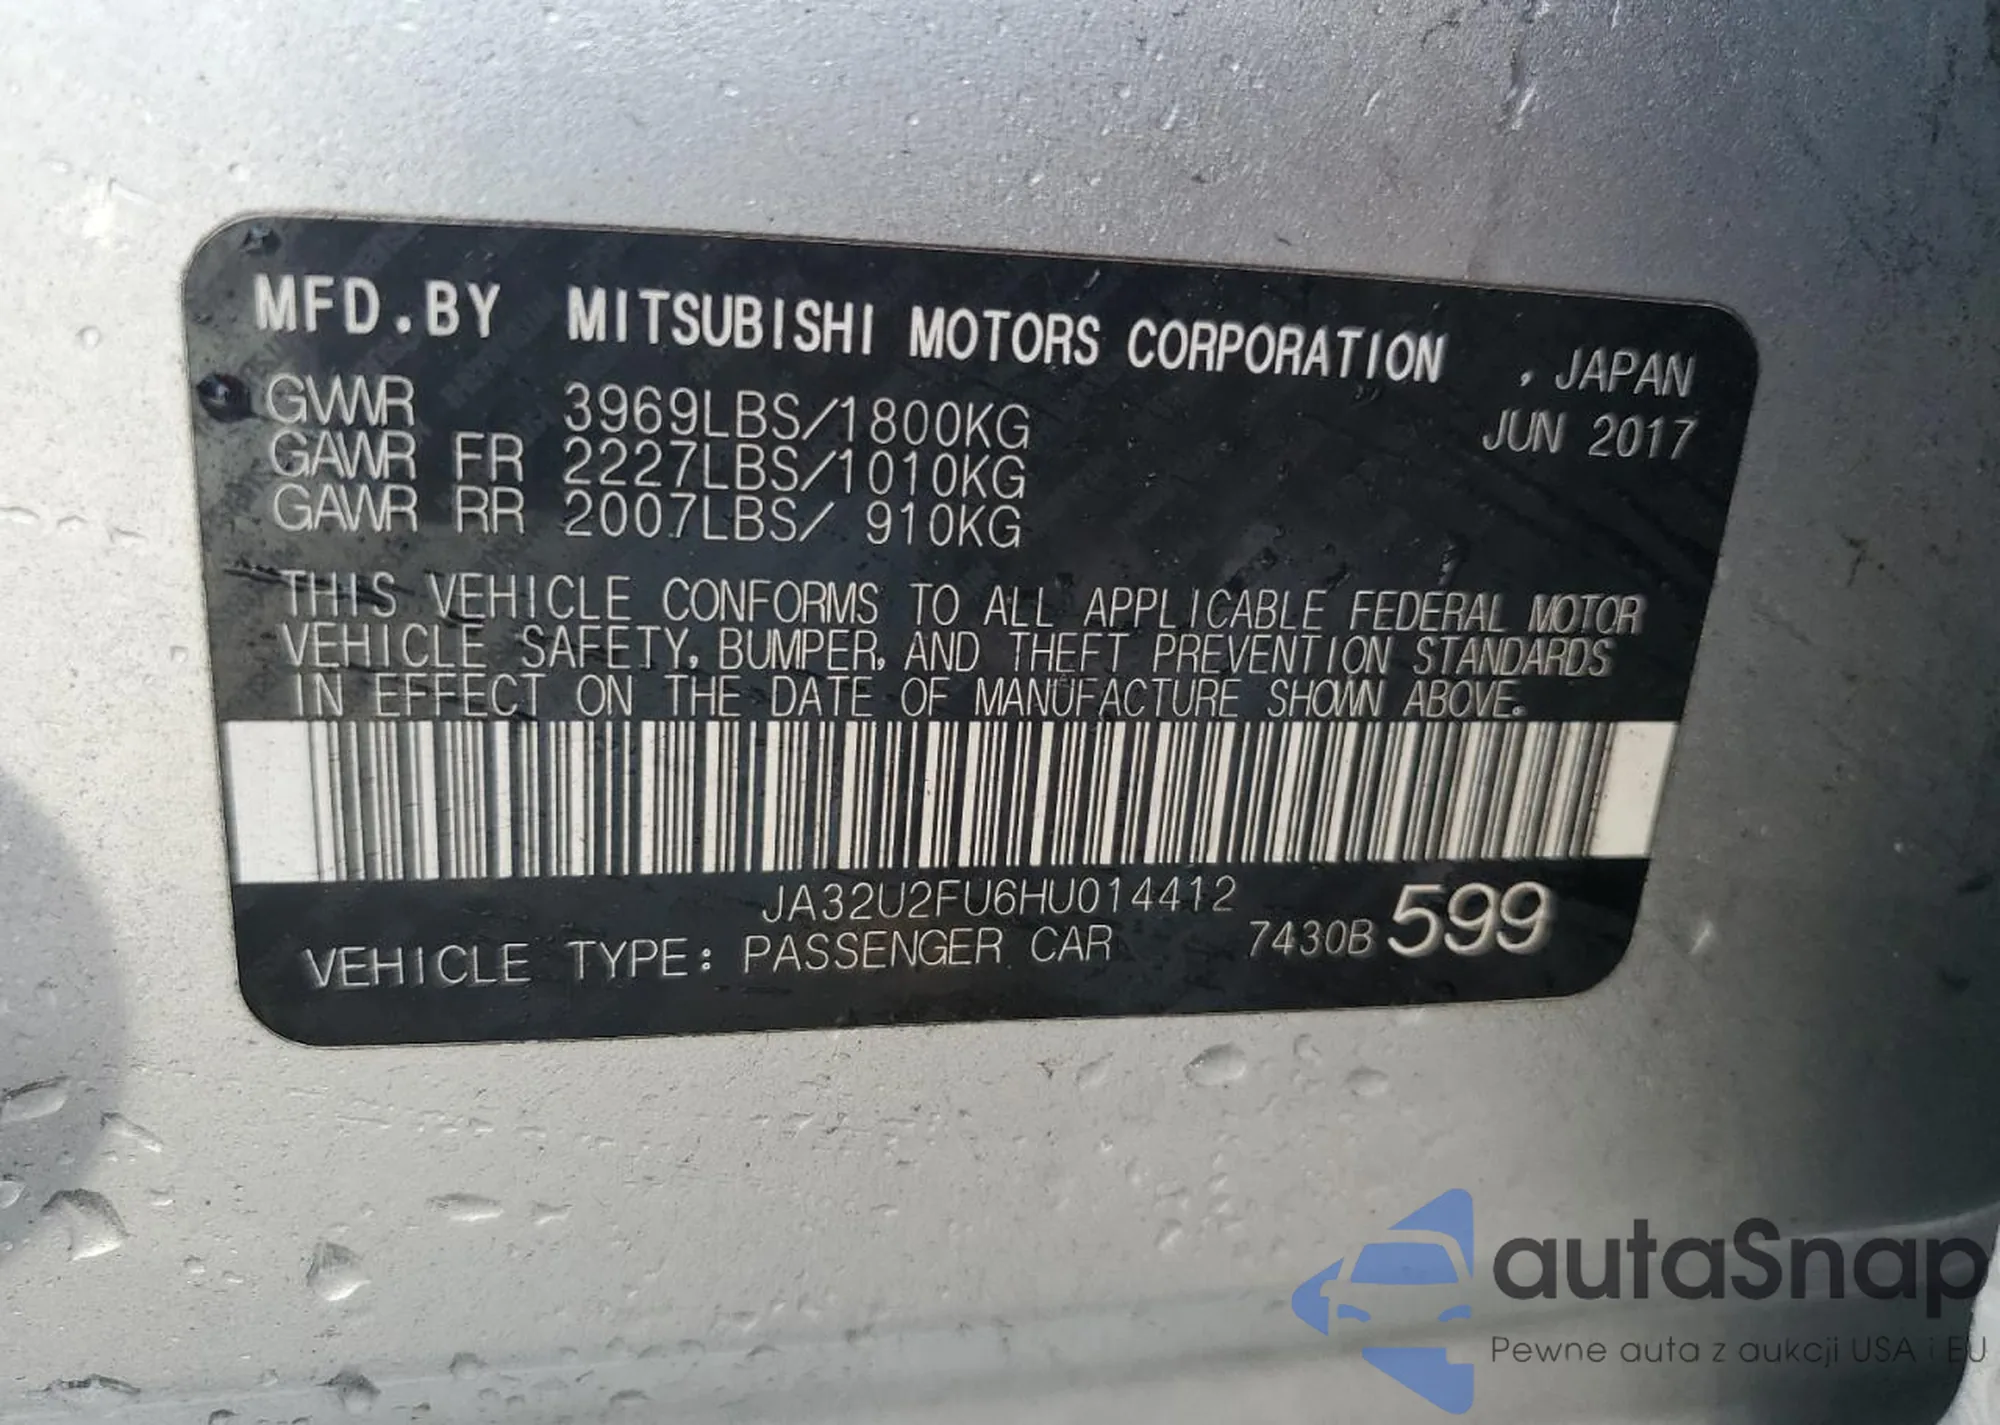 MFD.BY MITSUBISHI MOTORS CORPORATION , JAPAN
GVWR 3969LBS/1800KG JUN 2017
GAWR FR 2227LBS/1010KG
GAWR RR 2007LBS/ 910KG
THIS VEHICLE CONFORMS TO ALL APPLICABLE FEDERAL MOTOR
VEHICLE SAFETY, BUMPER, AND THEFT PREVENTION STANDARDS
IN EFFECT ON THE DATE OF MANUFACTURE SHOWN ABOVE.
JA32U2FU6HU014412
VEHICLE TYPE: PASSENGER CAR 7430B 599
autaSnap
Pewne auta z aukcji USA i EU